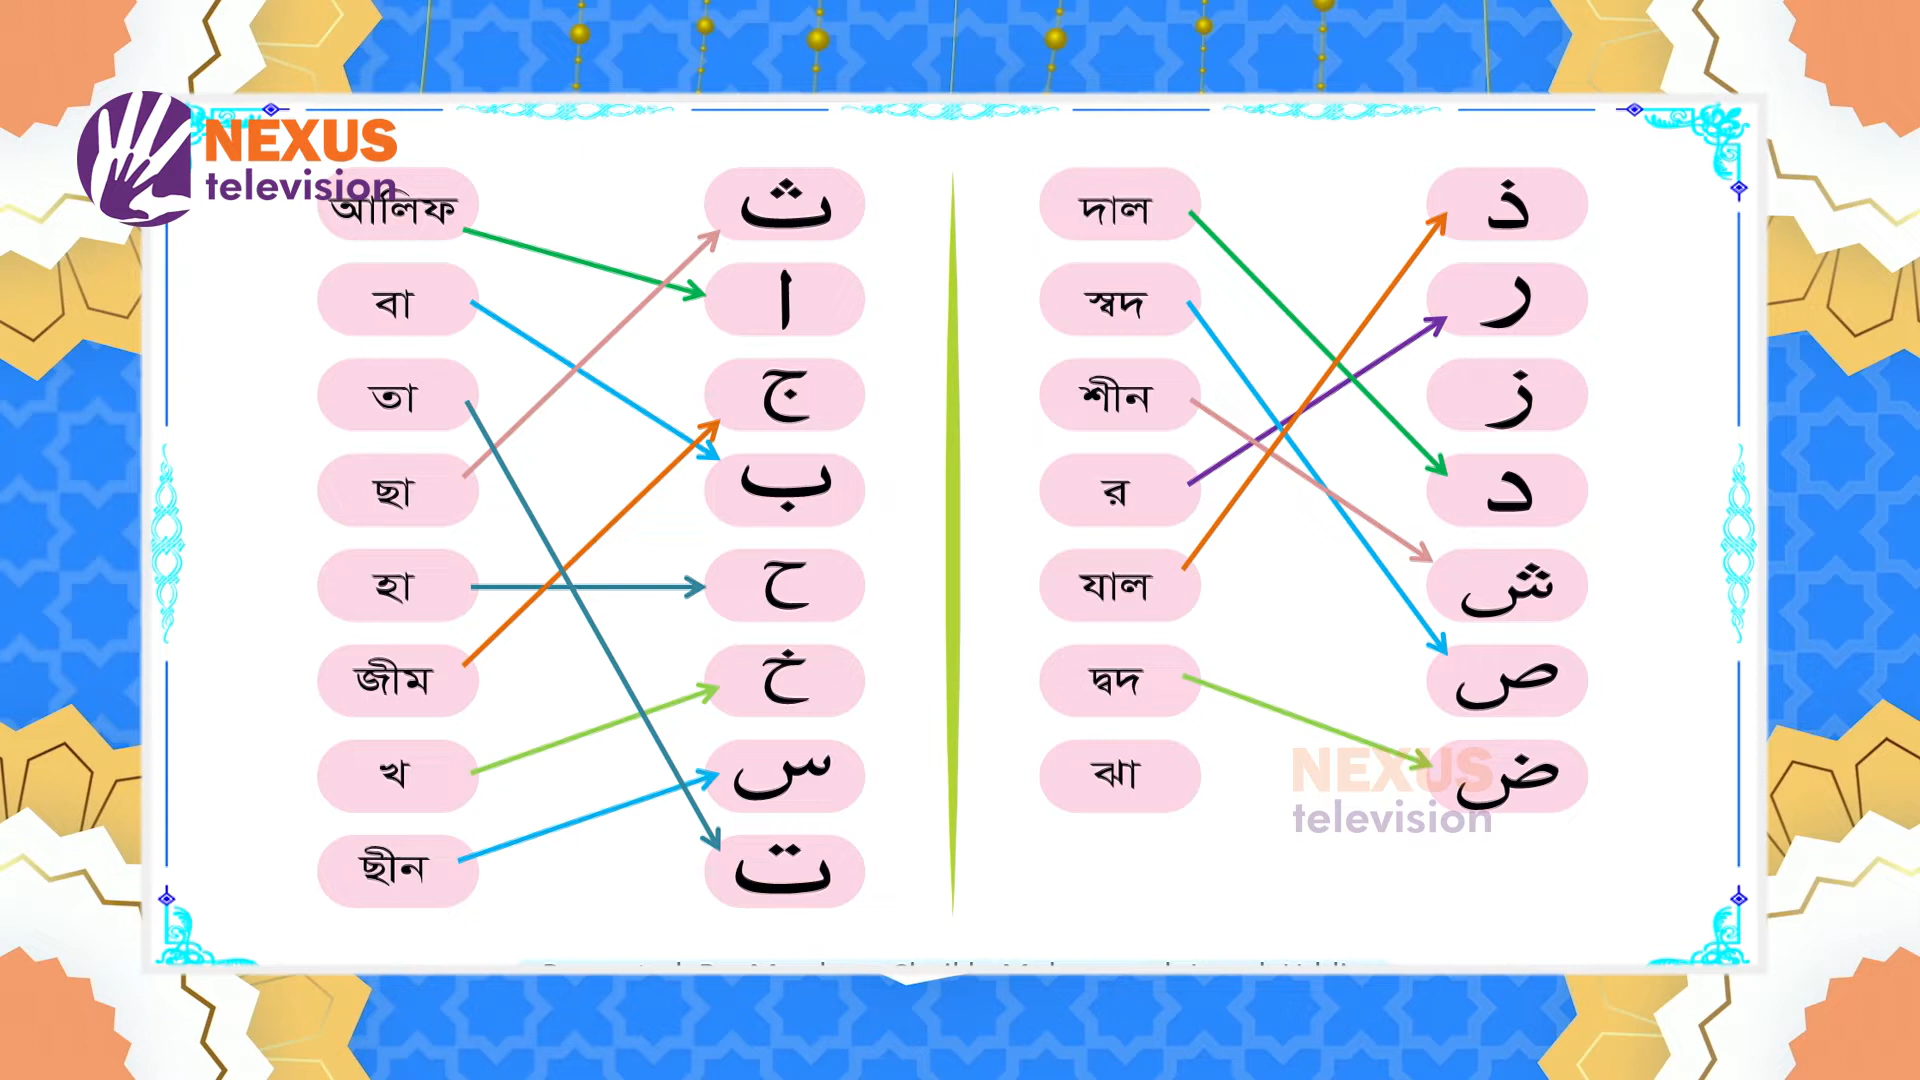 NEXUS
television
আলিফ
ث
বা
ا
তা
ج
ছা
ب
হা
ح
জীম
خ
খ
س
ছীন
ت
দাল
ذ
স্বদ
ر
শীন
ز
র
د
যাল
ش
দ্বদ
ص
ঝা
ض
NEXUS
television